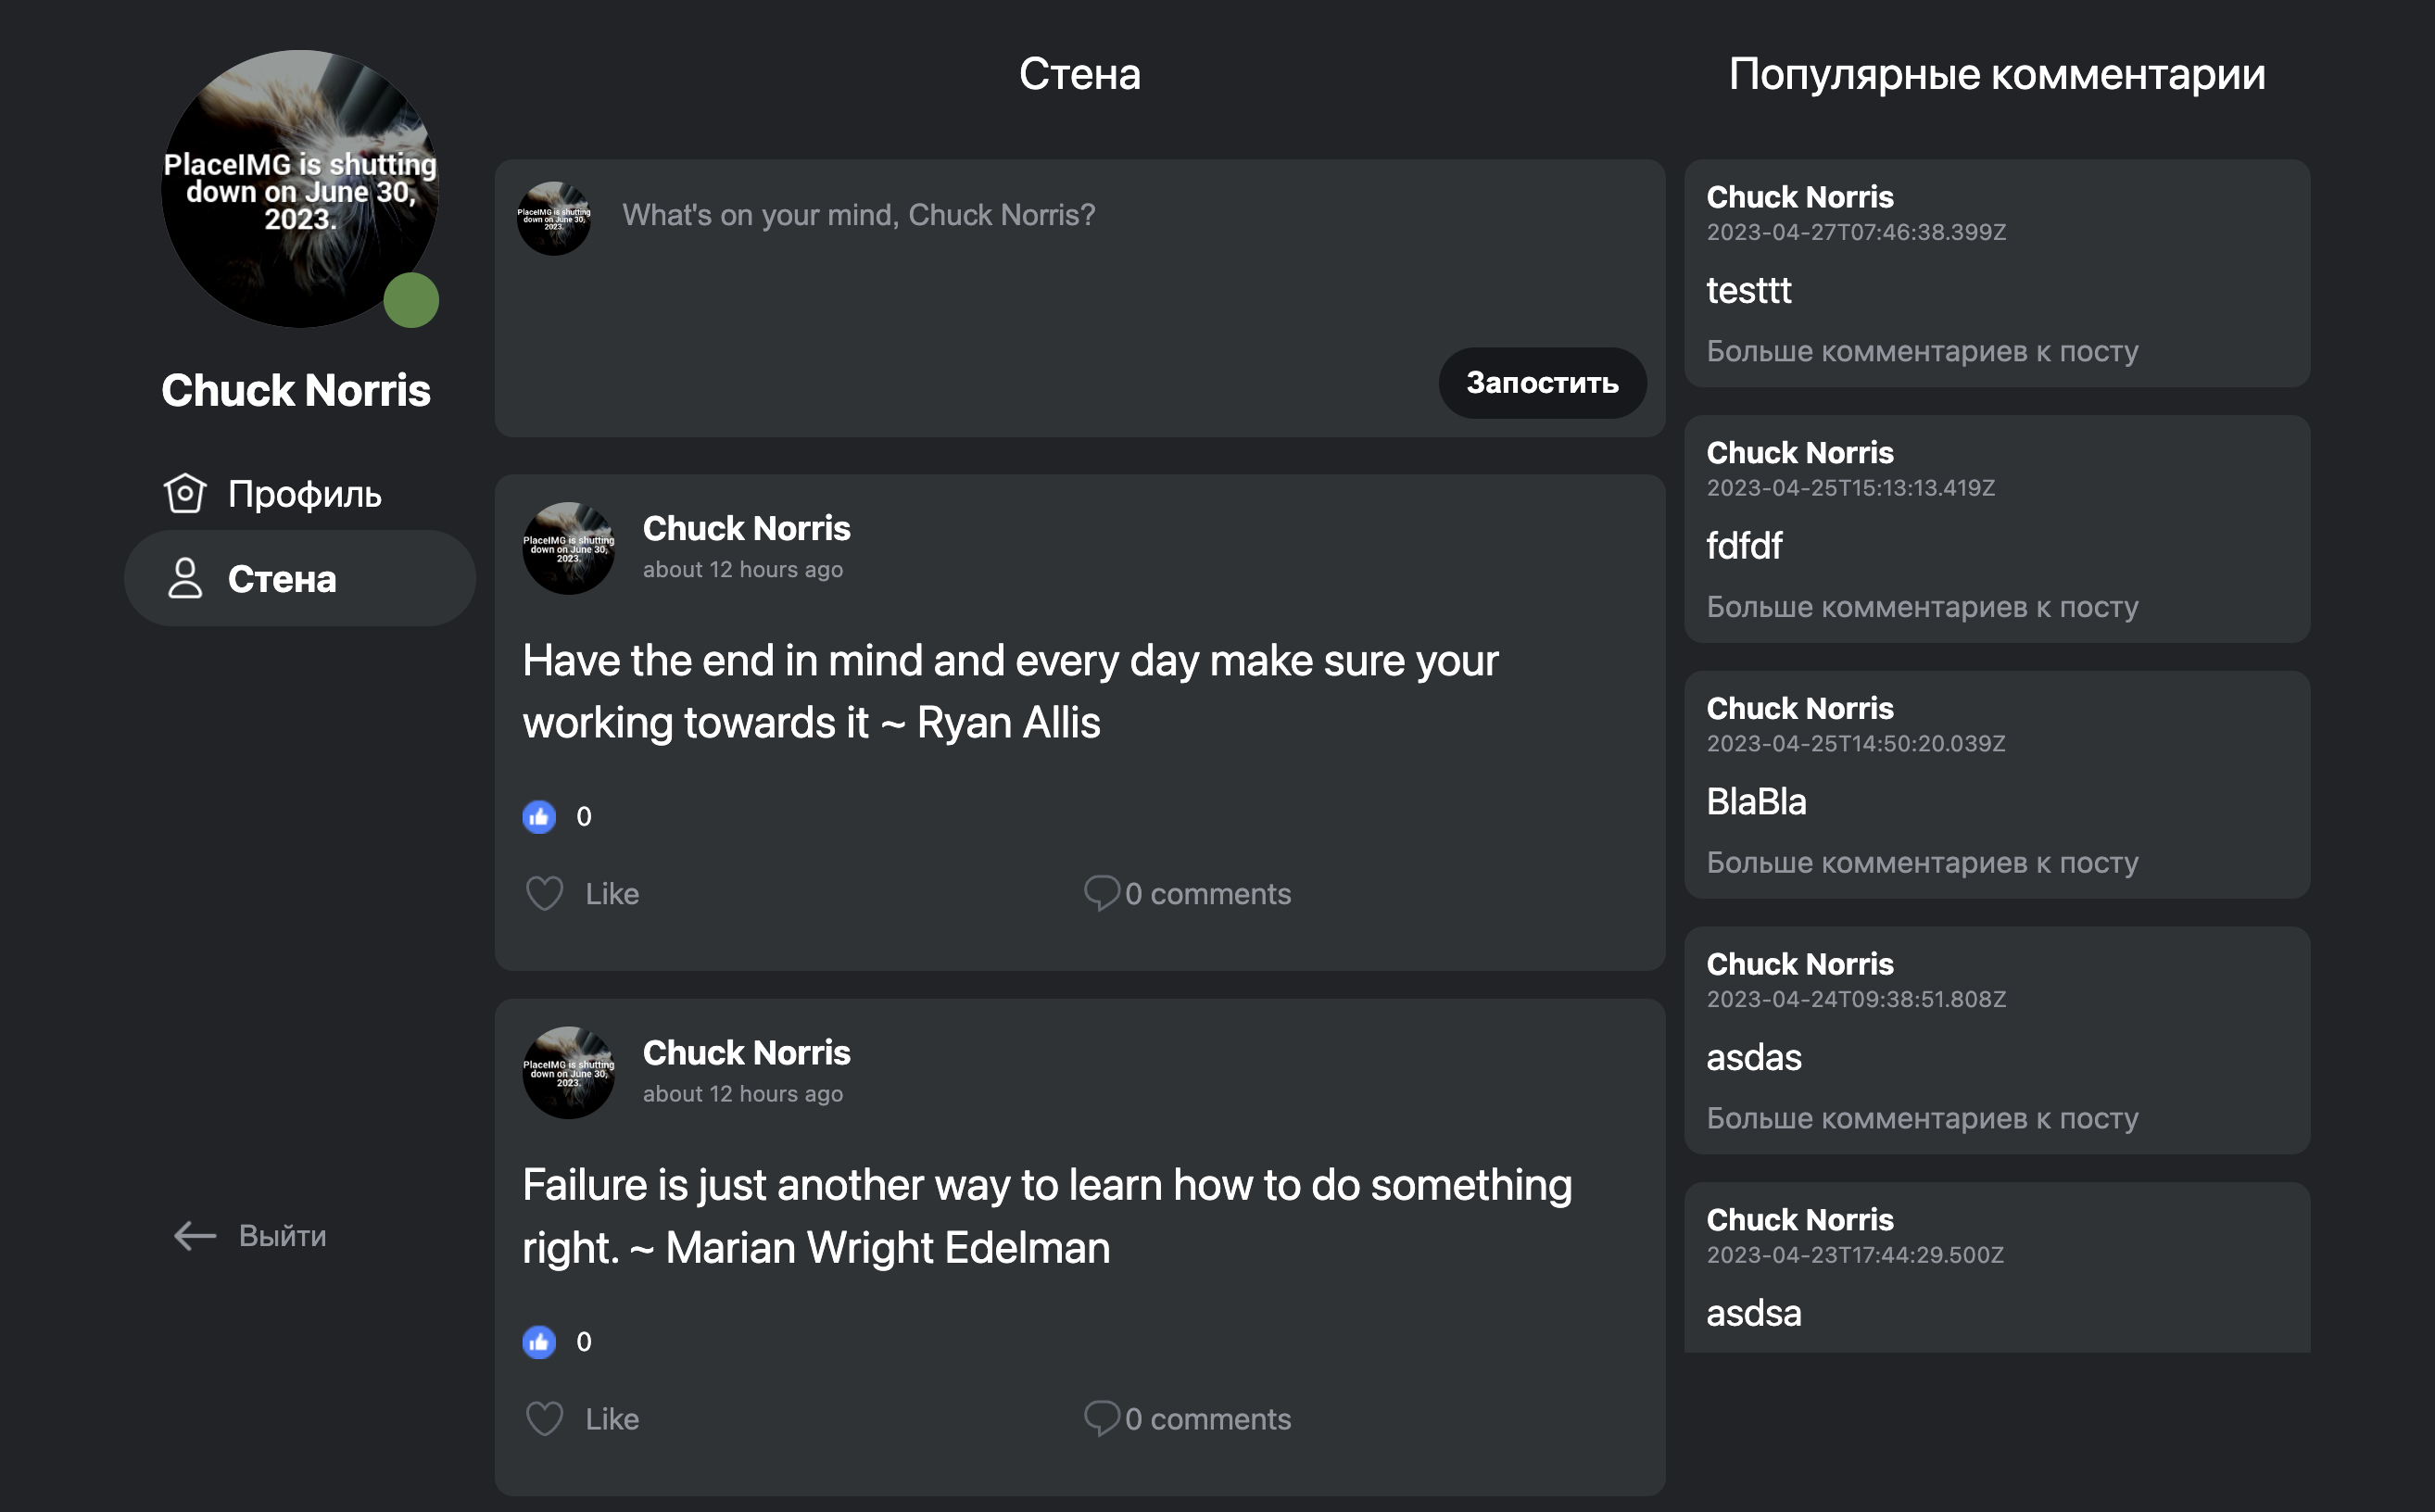 PlaceIMG is shutting
down on June 30,
2023.
Chuck Norris
Профиль
Стена
Выйти
Стена
PlaceIMG is shutting
down on June 30,
2023.
What's on your mind, Chuck Norris?
Запостить
PlaceIMG is shutting
down on June 30,
2023.
Chuck Norris
about 12 hours ago
Have the end in mind and every day make sure your
working towards it ~ Ryan Allis
0
Like
0 comments
PlaceIMG is shutting
down on June 30,
2023.
Chuck Norris
about 12 hours ago
Failure is just another way to learn how to do something
right. ~ Marian Wright Edelman
0
Like
0 comments
Популярные комментарии
Chuck Norris
2023-04-27T07:46:38.399Z
testtt
Больше комментариев к посту
Chuck Norris
2023-04-25T15:13:13.419Z
fdfdf
Больше комментариев к посту
Chuck Norris
2023-04-25T14:50:20.039Z
BlaBla
Больше комментариев к посту
Chuck Norris
2023-04-24T09:38:51.808Z
asdas
Больше комментариев к посту
Chuck Norris
2023-04-23T17:44:29.500Z
asdsa